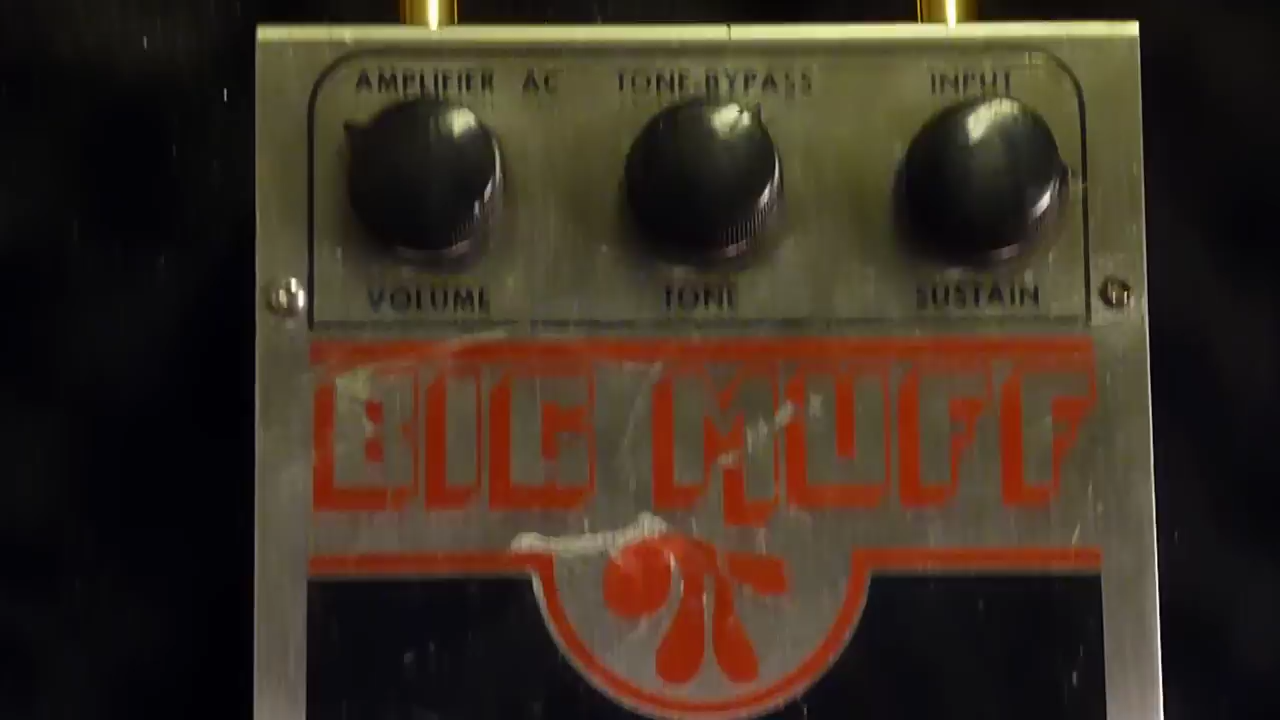 AMPLIFIER AC TONE-BYPASS INPUT
VOLUME TONE SUSTAIN
BIG MUFF
π